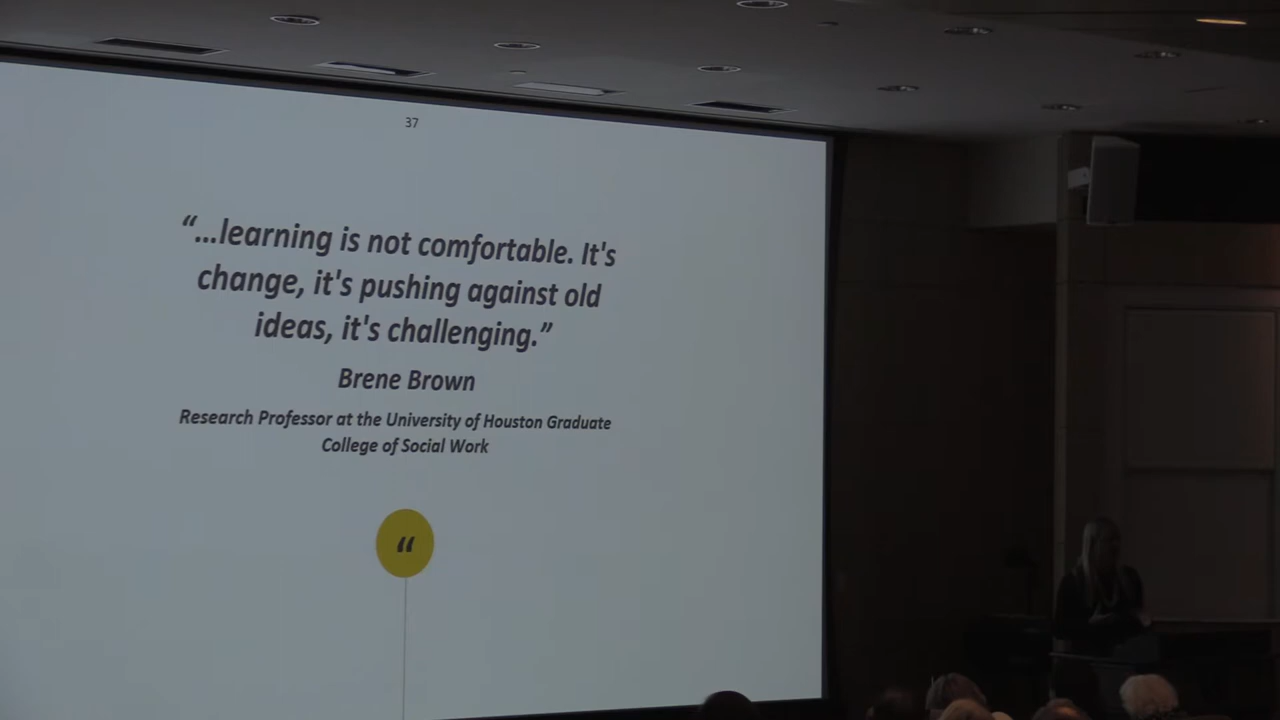 37
“...learning is not comfortable. It's
change, it's pushing against old
ideas, it's challenging.”
Brene Brown
Research Professor at the University of Houston Graduate
College of Social Work
“